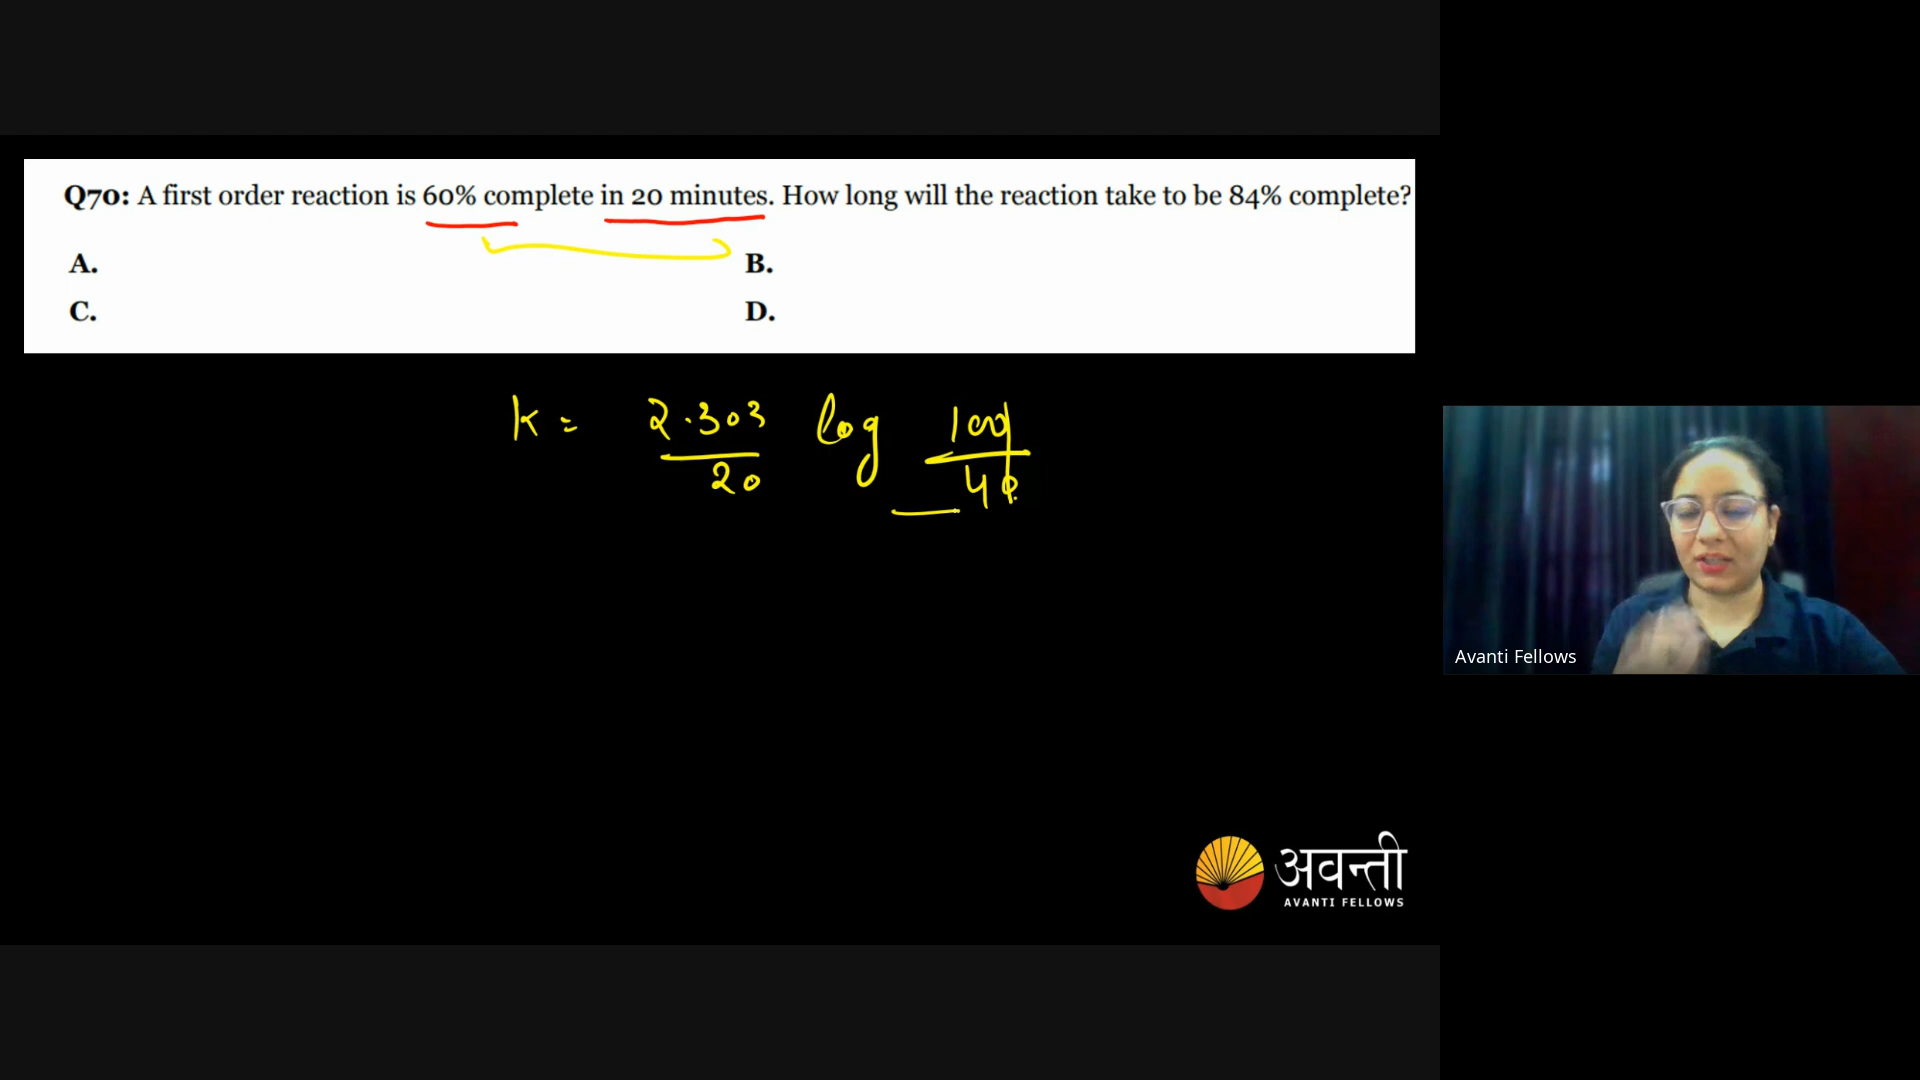 Q70: A first order reaction is 60% complete in 20 minutes. How long will the reaction take to be 84% complete?
A. B.
C. D.
k = 2.303 log 100
20 40
Avanti Fellows
अवन्ती
AVANTI FELLOWS